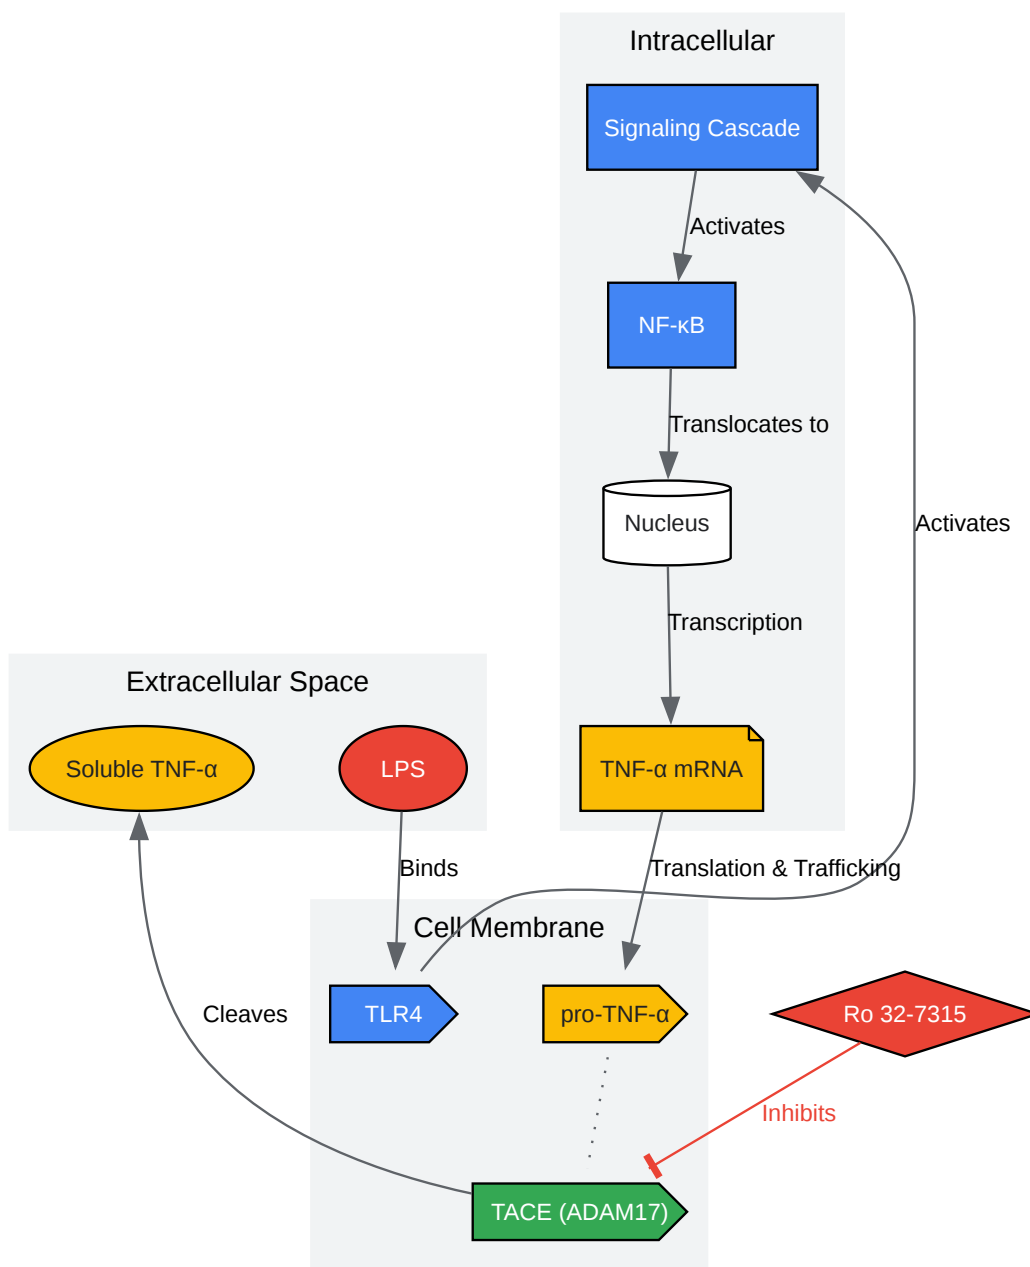 Intracellular
Signaling Cascade
Activates
NF-κB
Translocates to
Nucleus
Activates
Transcription
Extracellular Space
Soluble TNF-α
LPS
TNF-α mRNA
Binds
Translation & Trafficking
Cell Membrane
Cleaves
TLR4
pro-TNF-α
Ro 32-7315
Inhibits
TACE (ADAM17)